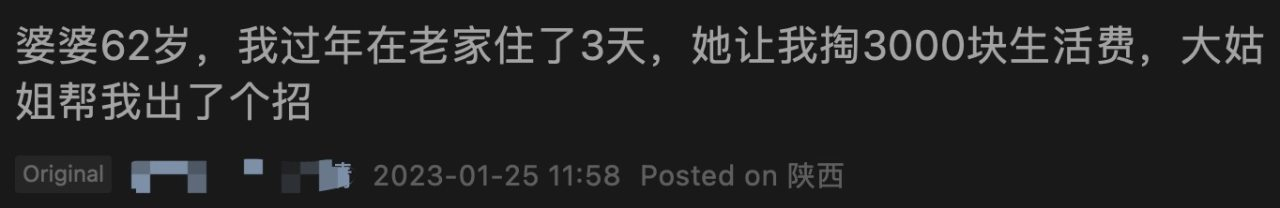 婆婆62岁，我过年在老家住了3天，她让我掏3000块生活费，大姑
姐帮我出了个招
Original 2023-01-25 11:58 Posted on 陕西